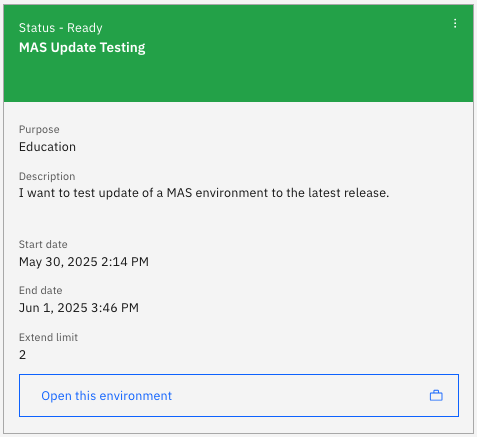 Status - Ready
MAS Update Testing
Purpose
Education
Description
I want to test update of a MAS environment to the latest release.
Start date
May 30, 2025 2:14 PM
End date
Jun 1, 2025 3:46 PM
Extend limit
2
Open this environment